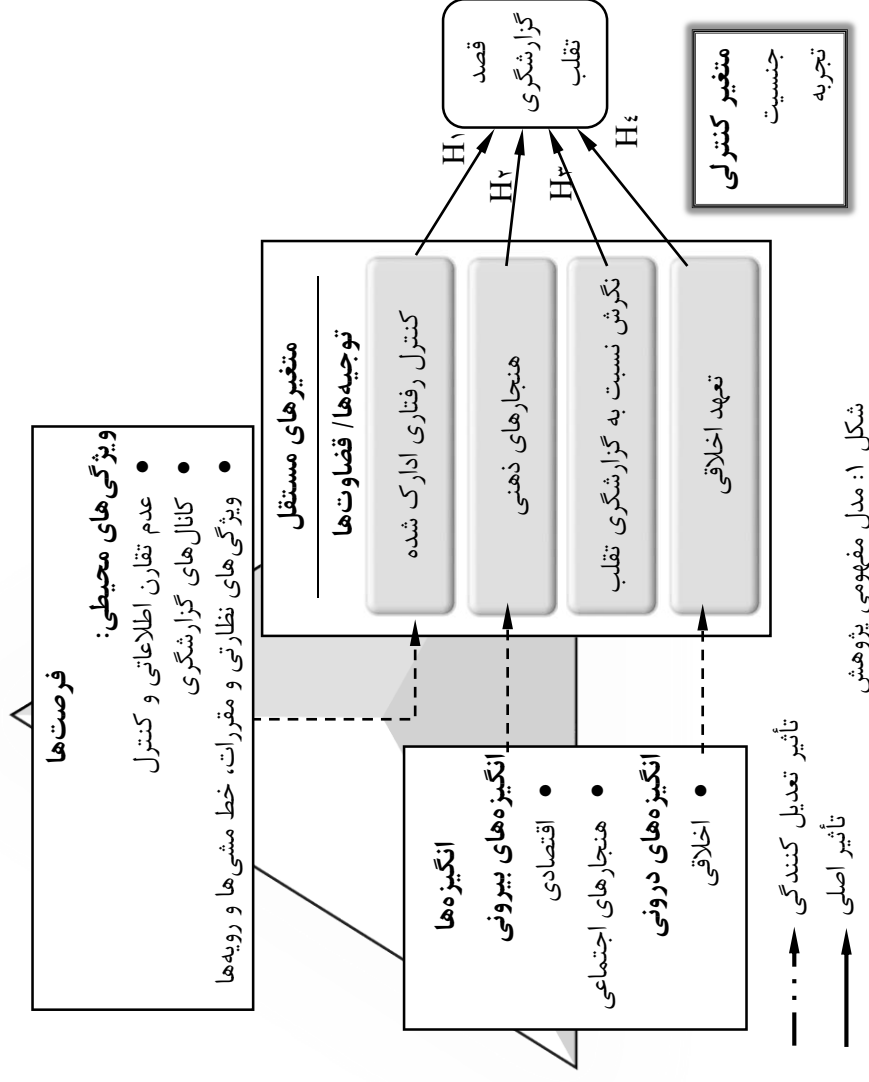 فرصت‌ها
ویژگی‌های محیطی:
● عدم تقارن اطلاعاتی و کنترل
● کانال‌های گزارشگری
● ویژگی‌های نظارتی و مقررات، خط مشی‌ها و رویه‌ها
انگیزه‌ها
انگیزه‌های بیرونی
● اقتصادی
● هنجارهای اجتماعی
انگیزه‌های درونی
● اخلاقی
متغیرهای مستقل
توجیه‌ها/ قضاوت‌ها
کنترل رفتاری ادراک شده
هنجارهای ذهنی
نگرش نسبت به گزارشگری تقلب
تعهد اخلاقی
H۱
H۲
H۳
H٤
قصد
گزارشگری
تقلب
متغیر کنترلی
جنسیت
تجربه
تأثیر تعدیل کنندگی
تأثیر اصلی
شکل ۱: مدل مفهومی پژوهش